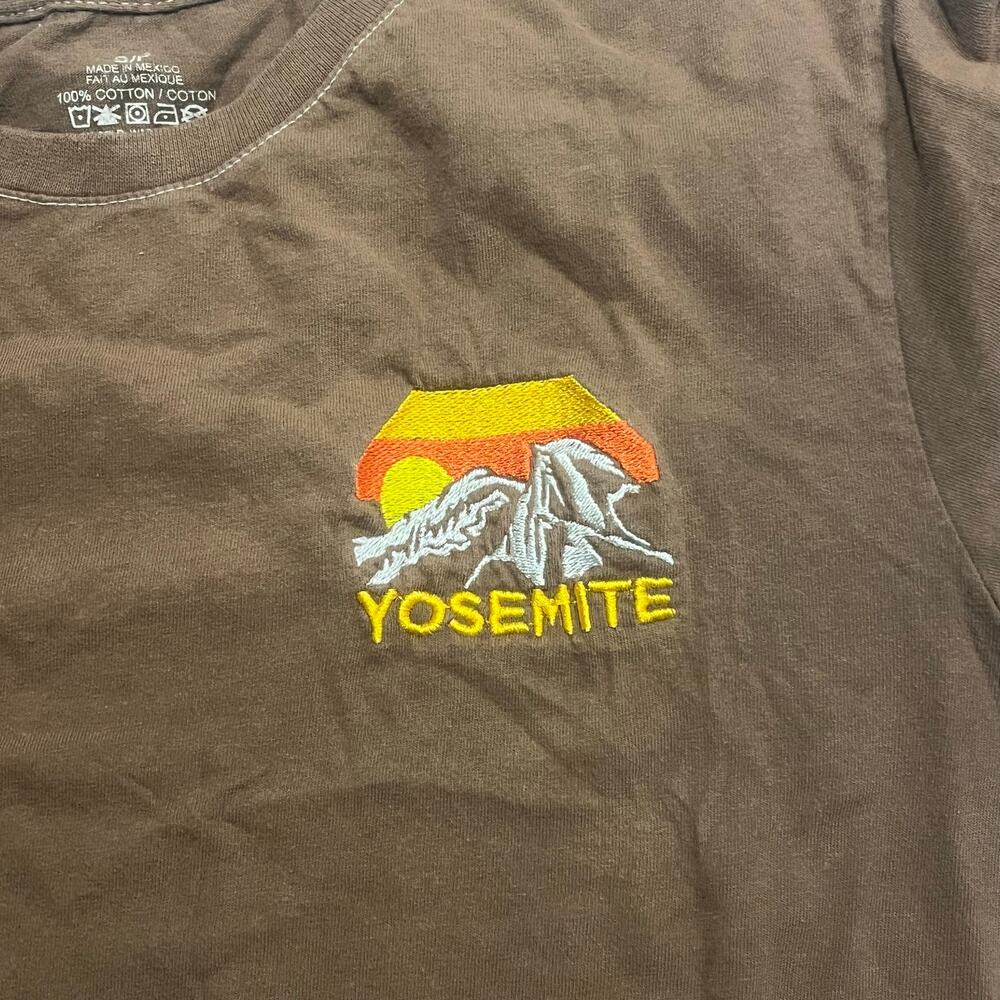 S/P
MADE IN MEXICO
FAIT AU MEXIQUE
100% COTTON / COTON
YOSEMITE